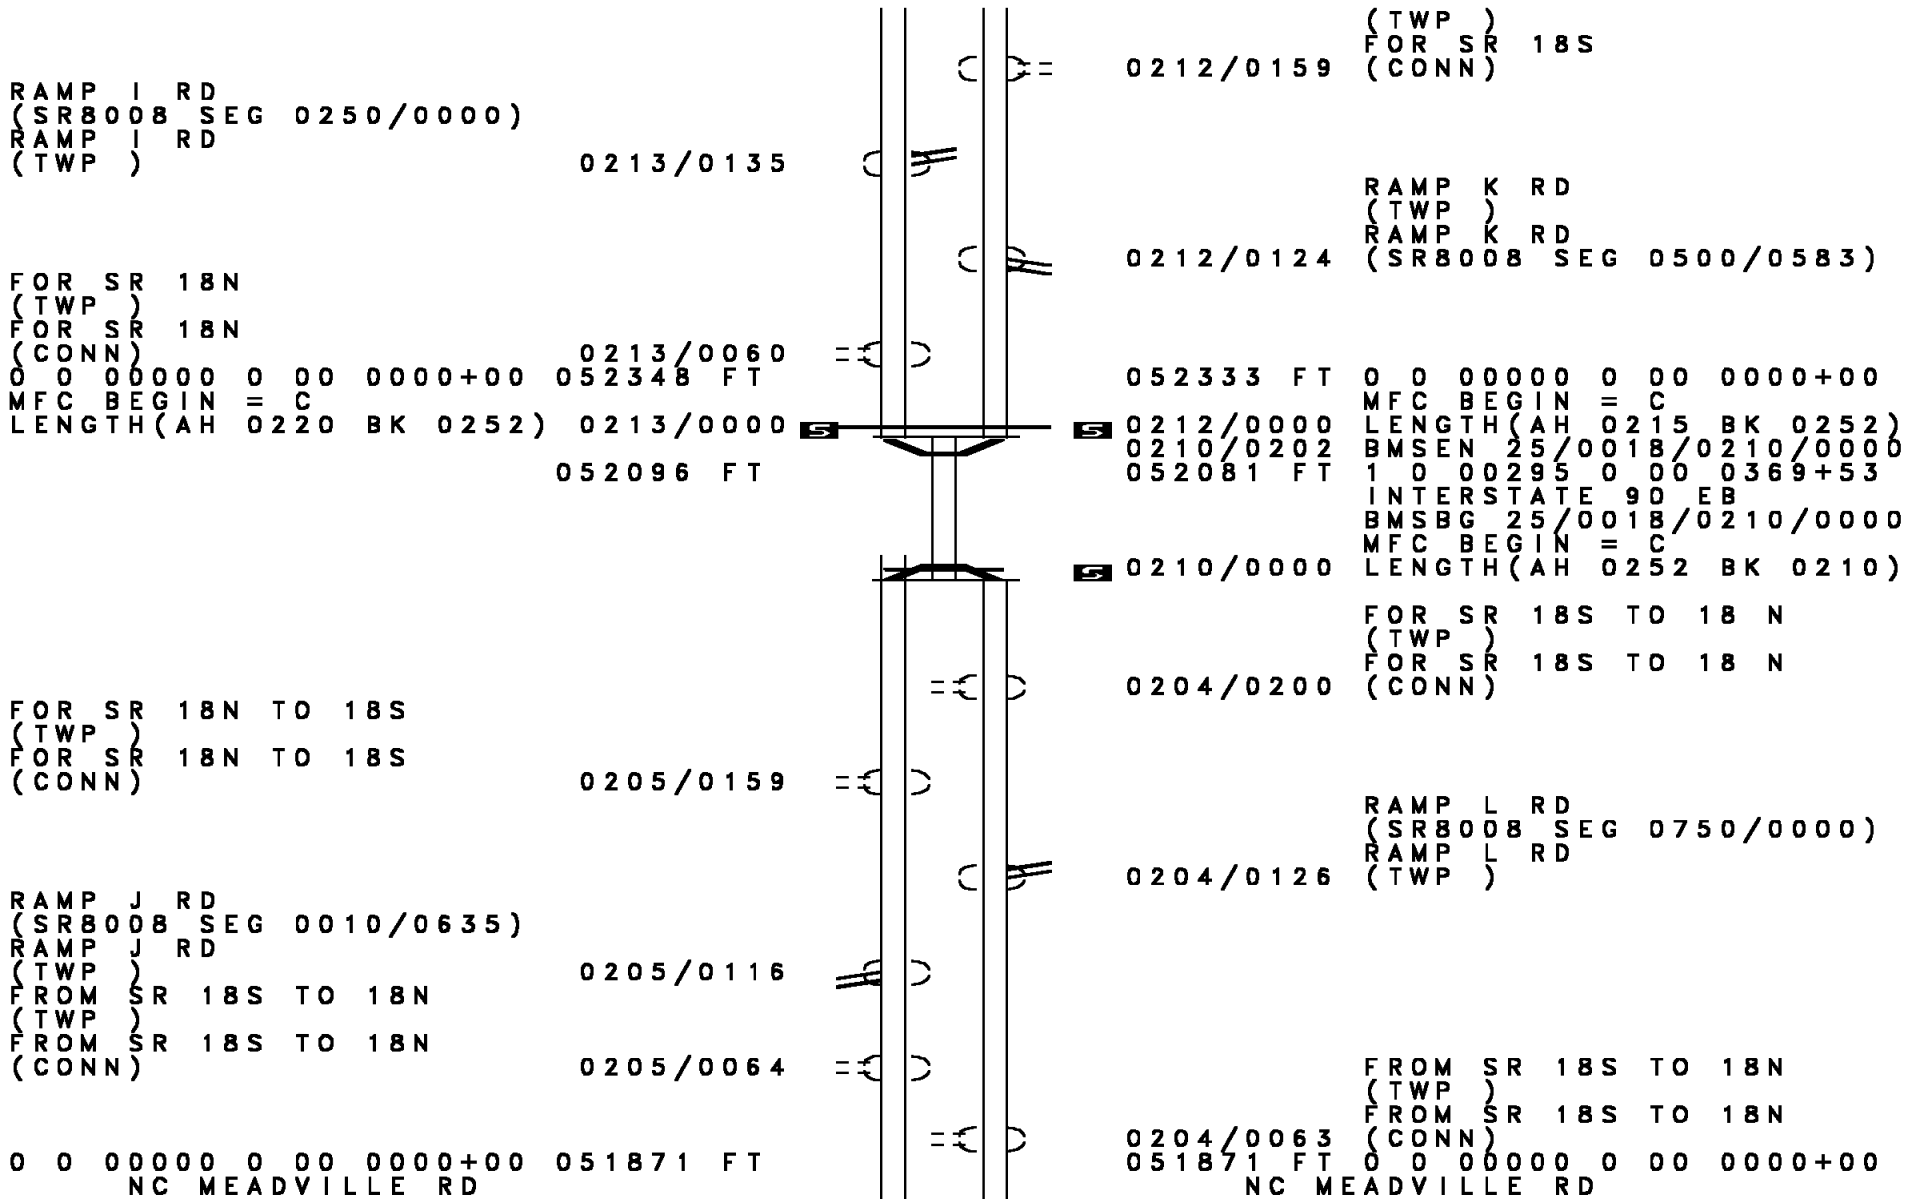 (TWP )
FOR SR 18S
0212/0159 (CONN)
RAMP I RD
(SR8008 SEG 0250/0000)
RAMP I RD
(TWP ) 0213/0135
RAMP K RD
(TWP )
RAMP K RD
0212/0124 (SR8008 SEG 0500/0583)
FOR SR 18N
(TWP )
FOR SR 18N
(CONN) 0213/0060
0 0 00000 0 00 0000+00 052348 FT
MFC BEGIN = C
LENGTH(AH 0220 BK 0252) 0213/0000 S
052096 FT
052333 FT 0 0 00000 0 00 0000+00
MFC BEGIN = C
S 0212/0000 LENGTH(AH 0215 BK 0252)
0210/0202 BMSEN 25/0018/0210/0000
052081 FT 1 0 00295 0 00 0369+53
INTERSTATE 90 EB
BMSBG 25/0018/0210/0000
MFC BEGIN = C
S 0210/0000 LENGTH(AH 0252 BK 0210)
FOR SR 18S TO 18 N
(TWP )
FOR SR 18S TO 18 N
0204/0200 (CONN)
FOR SR 18N TO 18S
(TWP )
FOR SR 18N TO 18S
(CONN) 0205/0159
RAMP L RD
(SR8008 SEG 0750/0000)
RAMP L RD
0204/0126 (TWP )
RAMP J RD
(SR8008 SEG 0010/0635)
RAMP J RD
(TWP ) 0205/0116
FROM SR 18S TO 18N
(TWP )
FROM SR 18S TO 18N
(CONN) 0205/0064
FROM SR 18S TO 18N
(TWP )
FROM SR 18S TO 18N
0204/0063 (CONN)
0 0 00000 0 00 0000+00 051871 FT
NC MEADVILLE RD
051871 FT 0 0 00000 0 00 0000+00
NC MEADVILLE RD